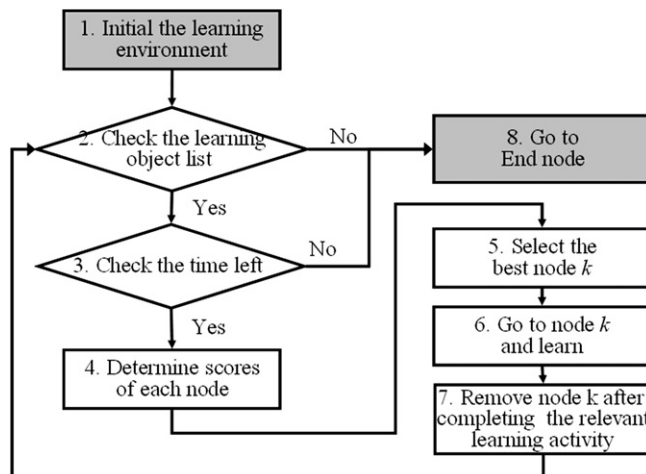 1. Initial the learning
environment
2. Check the learning
object list
No
Yes
3. Check the time left
No
Yes
4. Determine scores
of each node
8. Go to
End node
5. Select the
best node k
6. Go to node k
and learn
7. Remove node k after
completing the relevant
learning activity